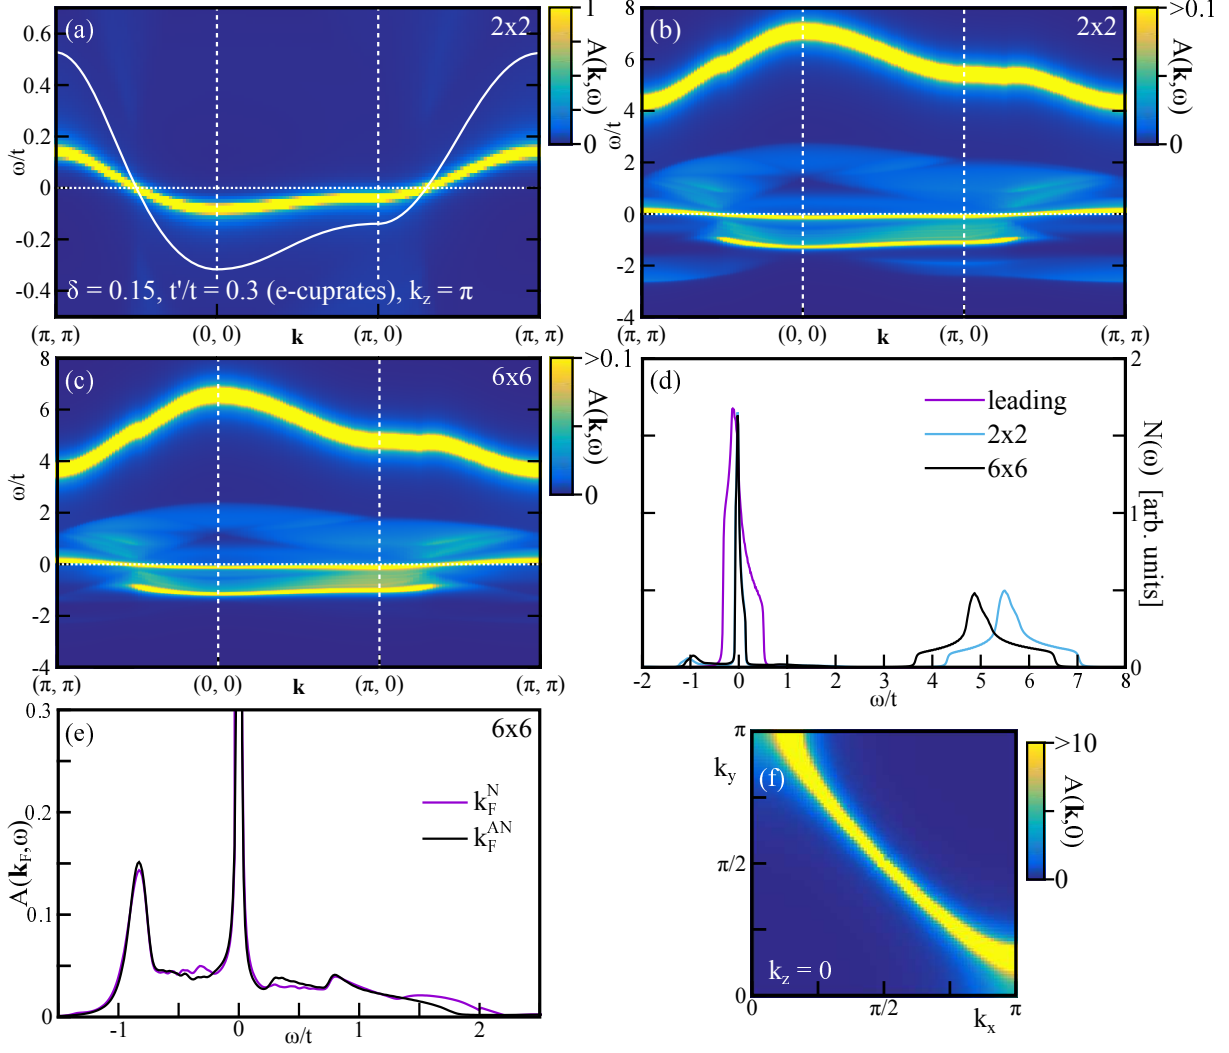 (a)
2x2
0.6
0.4
0.2
0
-0.2
-0.4
ω/t
δ = 0.15, t'/t = 0.3 (e-cuprates), k_z = π
(π, π)
(0, 0)
k
(π, 0)
(π, π)
1
0
A(k,ω)
(b)
2x2
8
6
4
2
0
-2
-4
ω/t
(π, π)
(0, 0)
k
(π, 0)
(π, π)
>0.1
0
A(k,ω)
(c)
6x6
8
6
4
2
0
-2
-4
ω/t
(π, π)
(0, 0)
k
(π, 0)
(π, π)
>0.1
0
A(k,ω)
(d)
leading
2x2
6x6
2
1
0
N(ω) [arb. units]
-2
-1
0
1
2
3
4
5
6
7
8
ω/t
(e)
6x6
0.3
0.2
0.1
0
A(k_F,ω)
k_F^N
k_F^AN
-1
0
1
2
ω/t
(f)
π
k_y
π/2
0
k_z = 0
0
π/2
π
k_x
>10
0
A(k,0)